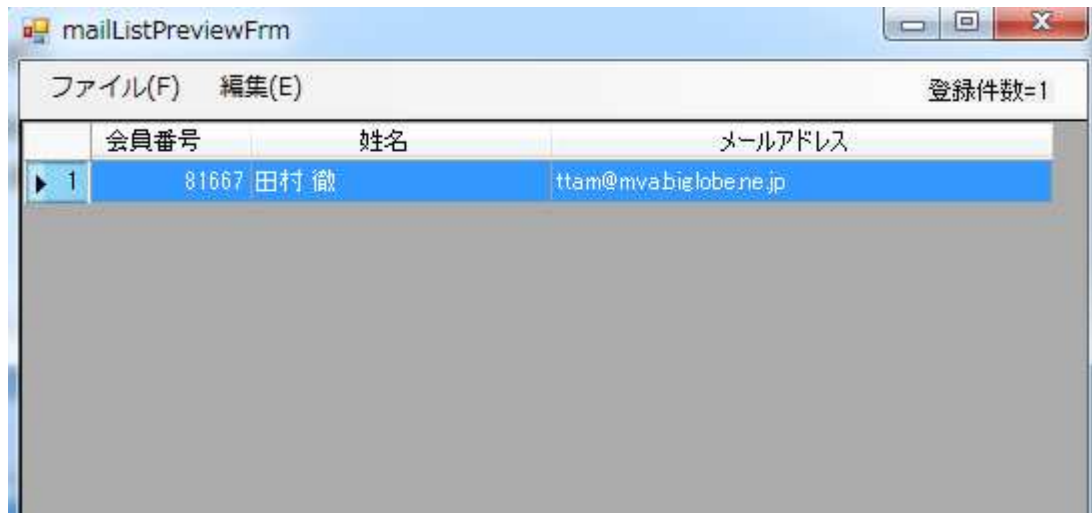 mailListPreviewFrm
ファイル(F) 編集(E) 登録件数=1
会員番号 姓名 メールアドレス
1 81667 田村 徹 ttam@mva.biglobe.ne.jp